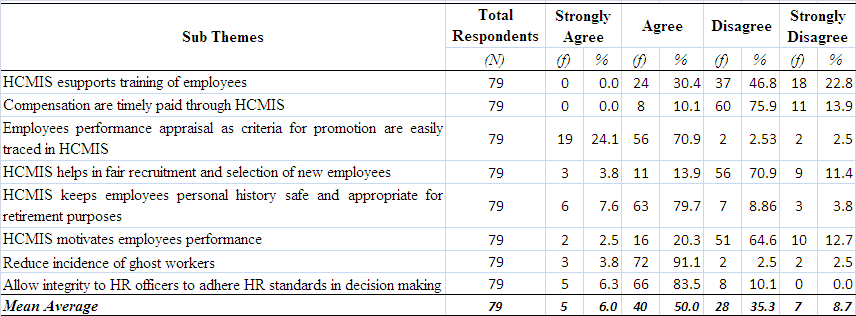 Sub Themes Total Respondents Strongly Agree Agree Disagree Strongly Disagree
(N) (f) % (f) % (f) % (f) %
HCMIS esupports training of employees 79 0 0.0 24 30.4 37 46.8 18 22.8
Compensation are timely paid through HCMIS 79 0 0.0 8 10.1 60 75.9 11 13.9
Employees performance appraisal as criteria for promotion are easily
traced in HCMIS 79 19 24.1 56 70.9 2 2.53 2 2.5
HCMIS helps in fair recruitment and selection of new employees 79 3 3.8 11 13.9 56 70.9 9 11.4
HCMIS keeps employees personal history safe and appropriate for
retirement purposes 79 6 7.6 63 79.7 7 8.86 3 3.8
HCMIS motivates employees performance 79 2 2.5 16 20.3 51 64.6 10 12.7
Reduce incidence of ghost workers 79 3 3.8 72 91.1 2 2.5 2 2.5
Allow integrity to HR officers to adhere HR standards in decision making 79 5 6.3 66 83.5 8 10.1 0 0.0
Mean Average 79 5 6.0 40 50.0 28 35.3 7 8.7